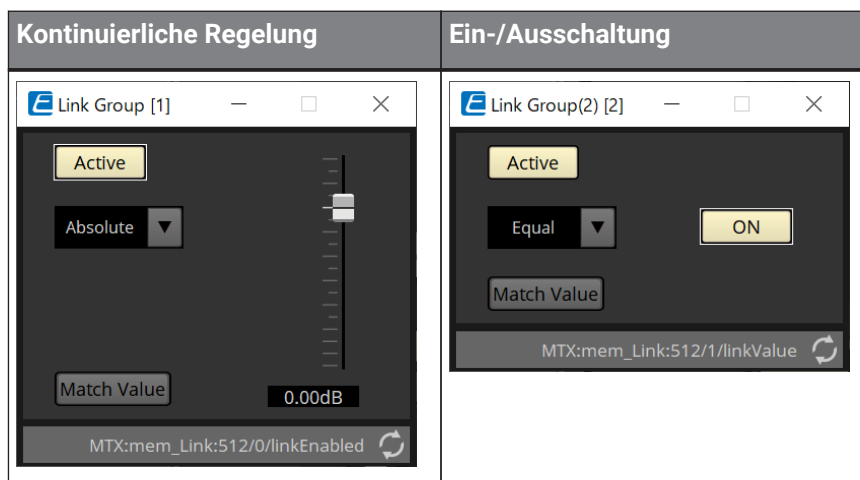 Kontinuierliche Regelung
Ein-/Ausschaltung
Link Group [1]
Active
Absolute
Match Value
0.00dB
MTX:mem_Link:512/0/linkEnabled
Link Group(2) [2]
Active
Equal
ON
Match Value
MTX:mem_Link:512/1/linkValue